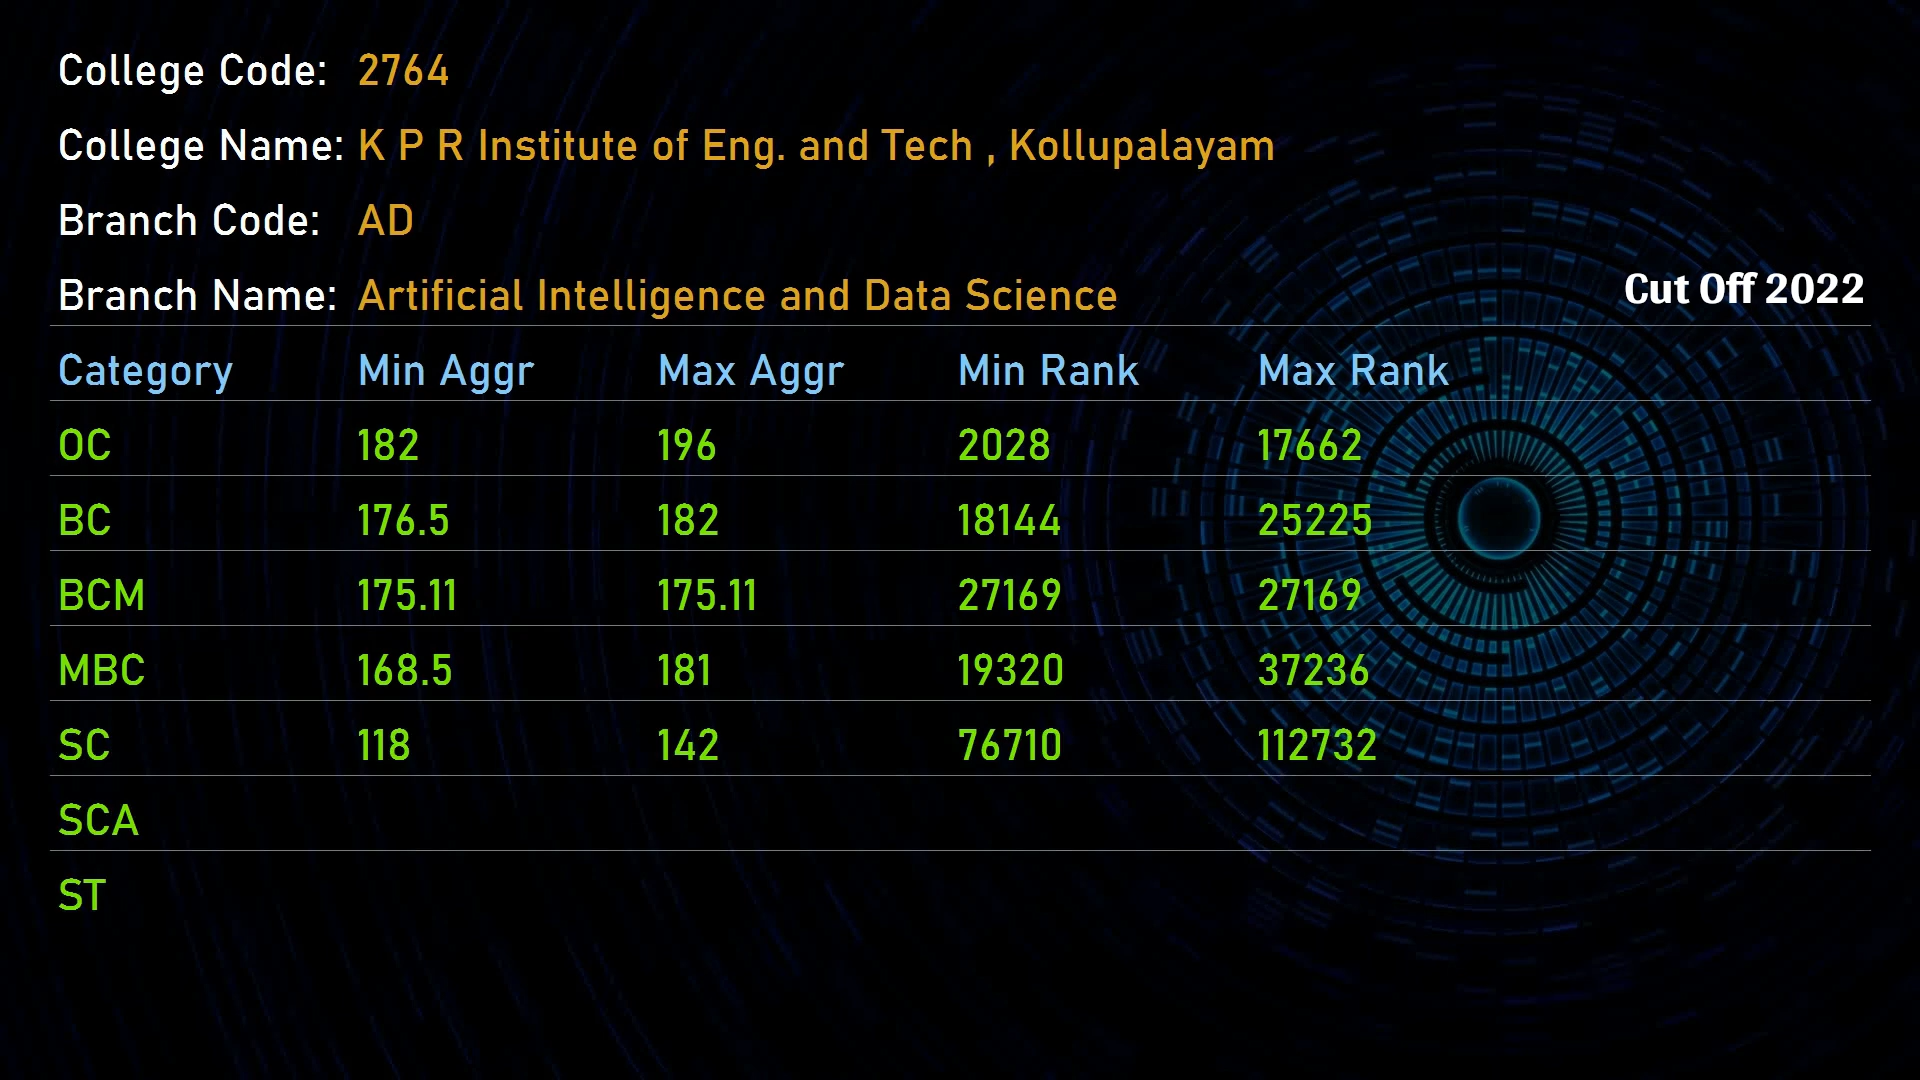 College Code: 2764
College Name: K P R Institute of Eng. and Tech , Kollupalayam
Branch Code: AD
Branch Name: Artificial Intelligence and Data Science
Cut Off 2022
Category Min Aggr Max Aggr Min Rank Max Rank
OC 182 196 2028 17662
BC 176.5 182 18144 25225
BCM 175.11 175.11 27169 27169
MBC 168.5 181 19320 37236
SC 118 142 76710 112732
SCA
ST